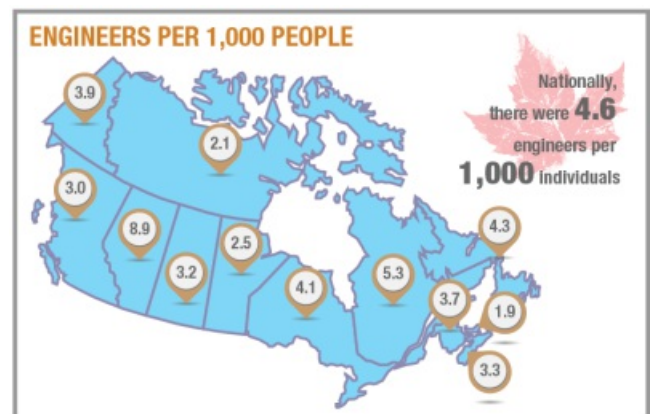 ENGINEERS PER 1,000 PEOPLE
Nationally,
there were 4.6
engineers per
1,000 individuals
3.9
2.1
3.0
8.9
3.2
2.5
4.1
5.3
4.3
3.7
1.9
3.3